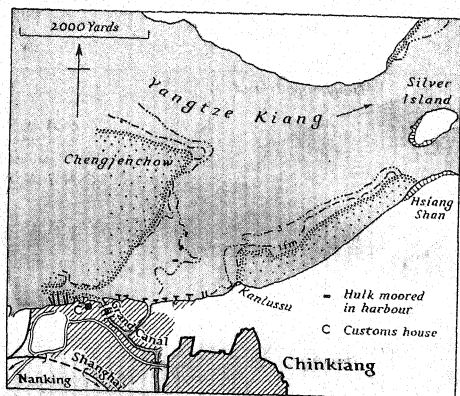 2000 Yards
Yangtze Kiang
Silver
Island
Chengjenchow
Hsiang
Shan
Kanlussu
Hulk moored
in harbour
C
Grand Canal
C Customs house
Shanghai
Chinkiang
Nanking